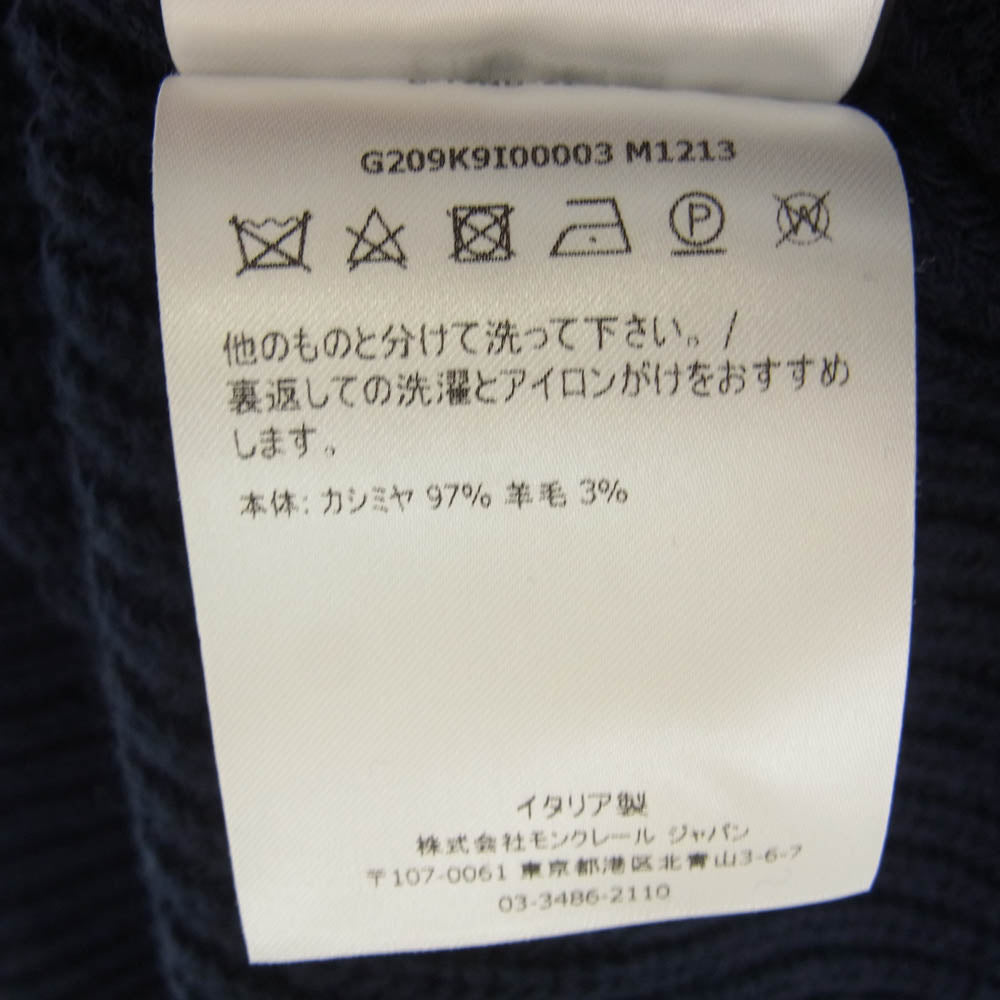 G209K9I00003 M1213
他のものと分けて洗って下さい。/
裏返しての洗濯とアイロンがけをおすすめ
します。
本体: カシミヤ 97% 羊毛 3%
イタリア製
株式会社モンクレール ジャパン
〒107-0061 東京都港区北青山3-6-7
03-3486-2110